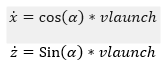 ẋ = cos(α) * vlaunch
ż = Sin(α) * vlaunch